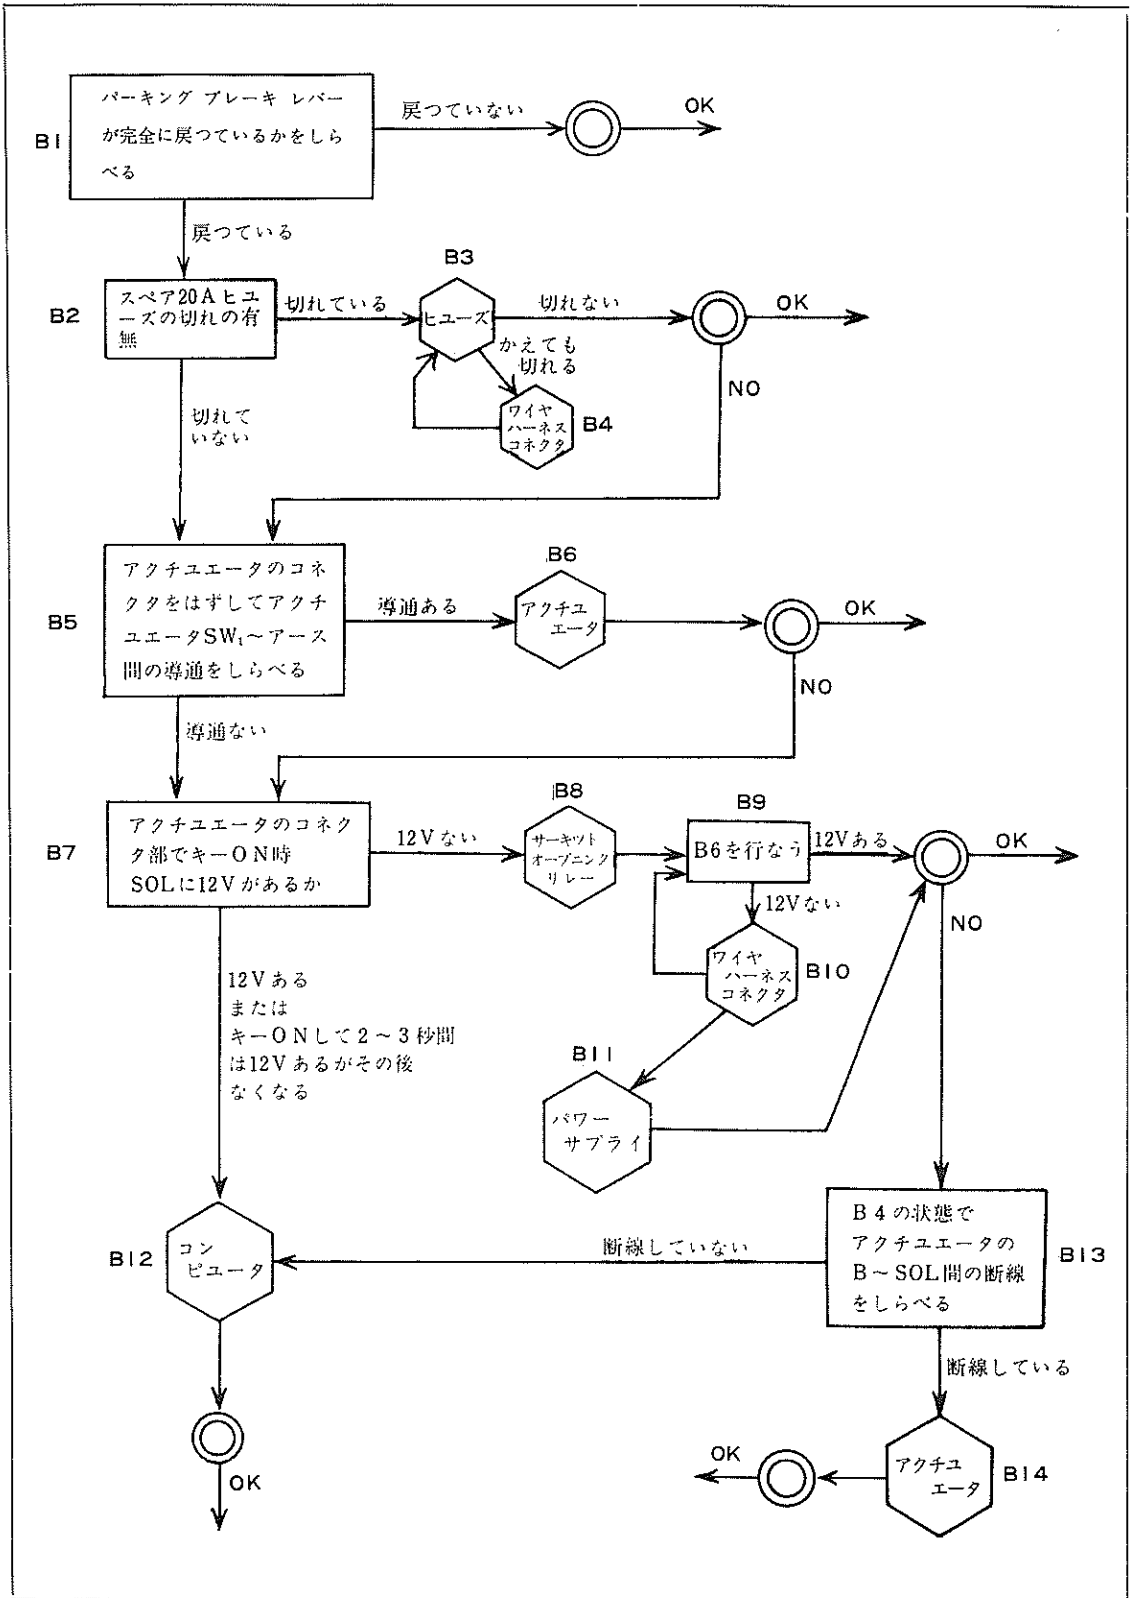 B1
パーキング ブレーキ レバー
が完全に戻つているかをしら
べる
戻つていない
OK
戻つている
B2
スペア20A ヒユ
ーズの切れの有
無
切れている
B3
ヒユーズ
切れない
OK
かえても
切れる
NO
ワイヤ
ハーネス
コネクタ
B4
切れて
いない
B5
アクチユエータのコネ
クタをはずしてアクチ
ユエータSW₁～アース
間の導通をしらべる
導通ある
B6
アクチユ
エータ
OK
NO
導通ない
B7
アクチユエータのコネク
タ部でキーON時
SOLに12Vがあるか
12Vない
B8
サーキツト
オープニング
リレー
B9
B6を行なう
12Vある
OK
12Vない
NO
ワイヤ
ハーネス
コネクタ
B10
12Vある
または
キーONして2～3秒間
は12Vあるがその後
なくなる
B11
パワー
サプライ
B12
コン
ピユータ
断線していない
B4の状態で
アクチユエータの
B～SOL間の断線
をしらべる
B13
断線している
OK
OK
アクチユ
エータ
B14